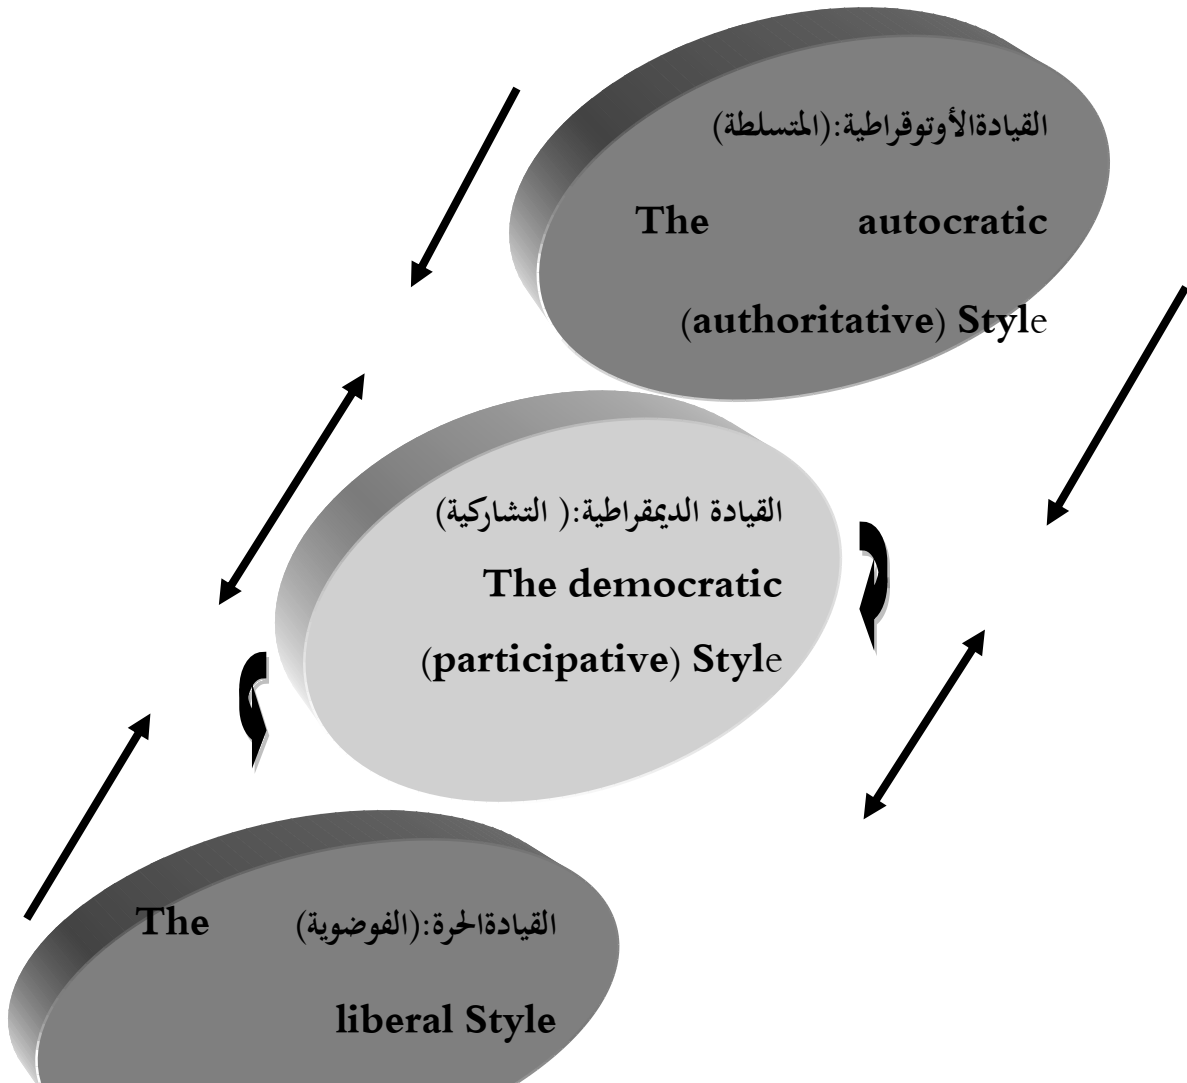 القيادةالأوتوقراطية:(المتسلطة)
The autocratic
(authoritative) Style
القيادة الديمقراطية:( التشاركية)
The democratic
(participative) Style
القيادةالحرة:(الفوضوية) The
liberal Style